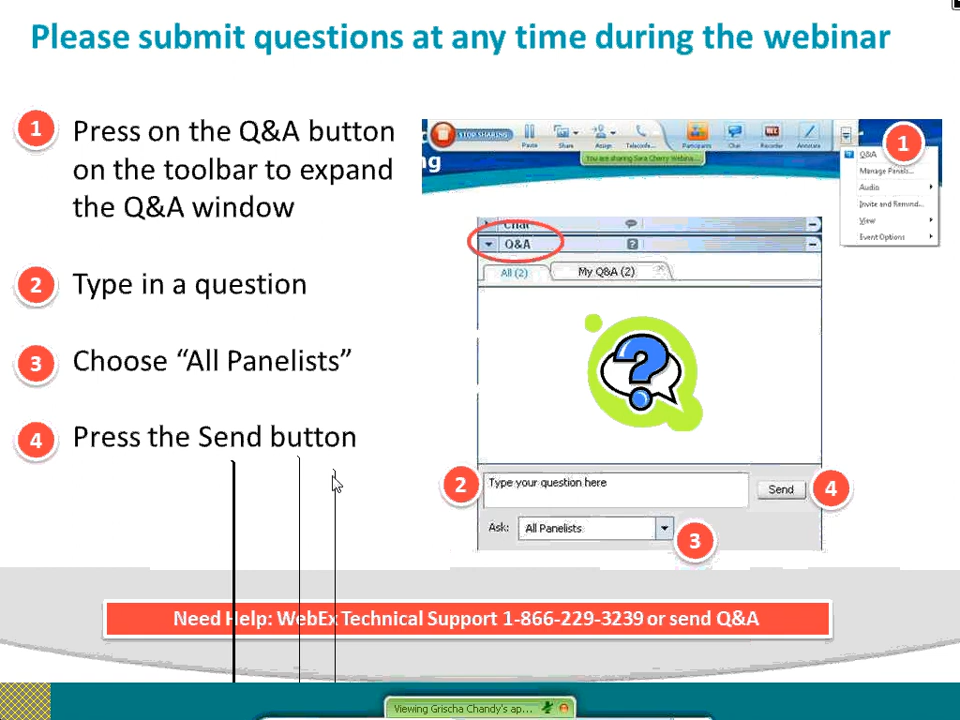 Please submit questions at any time during the webinar
1 Press on the Q&A button
on the toolbar to expand
the Q&A window
2 Type in a question
3 Choose “All Panelists”
4 Press the Send button
STOP SHARING
Pause Share Assign Teleconfe... Participants Chat Recorder Annotate
You are sharing Sara Cherry Webina...
ng
1
Q&A
Manage Panels...
Audio
Invite and Remind...
View
Event Options
Chat
Q&A
All (2) My Q&A (2)
2 Type your question here
Send 4
Ask: All Panelists
3
Need Help: WebEx Technical Support 1-866-229-3239 or send Q&A
Viewing Grischa Chandy's ap...